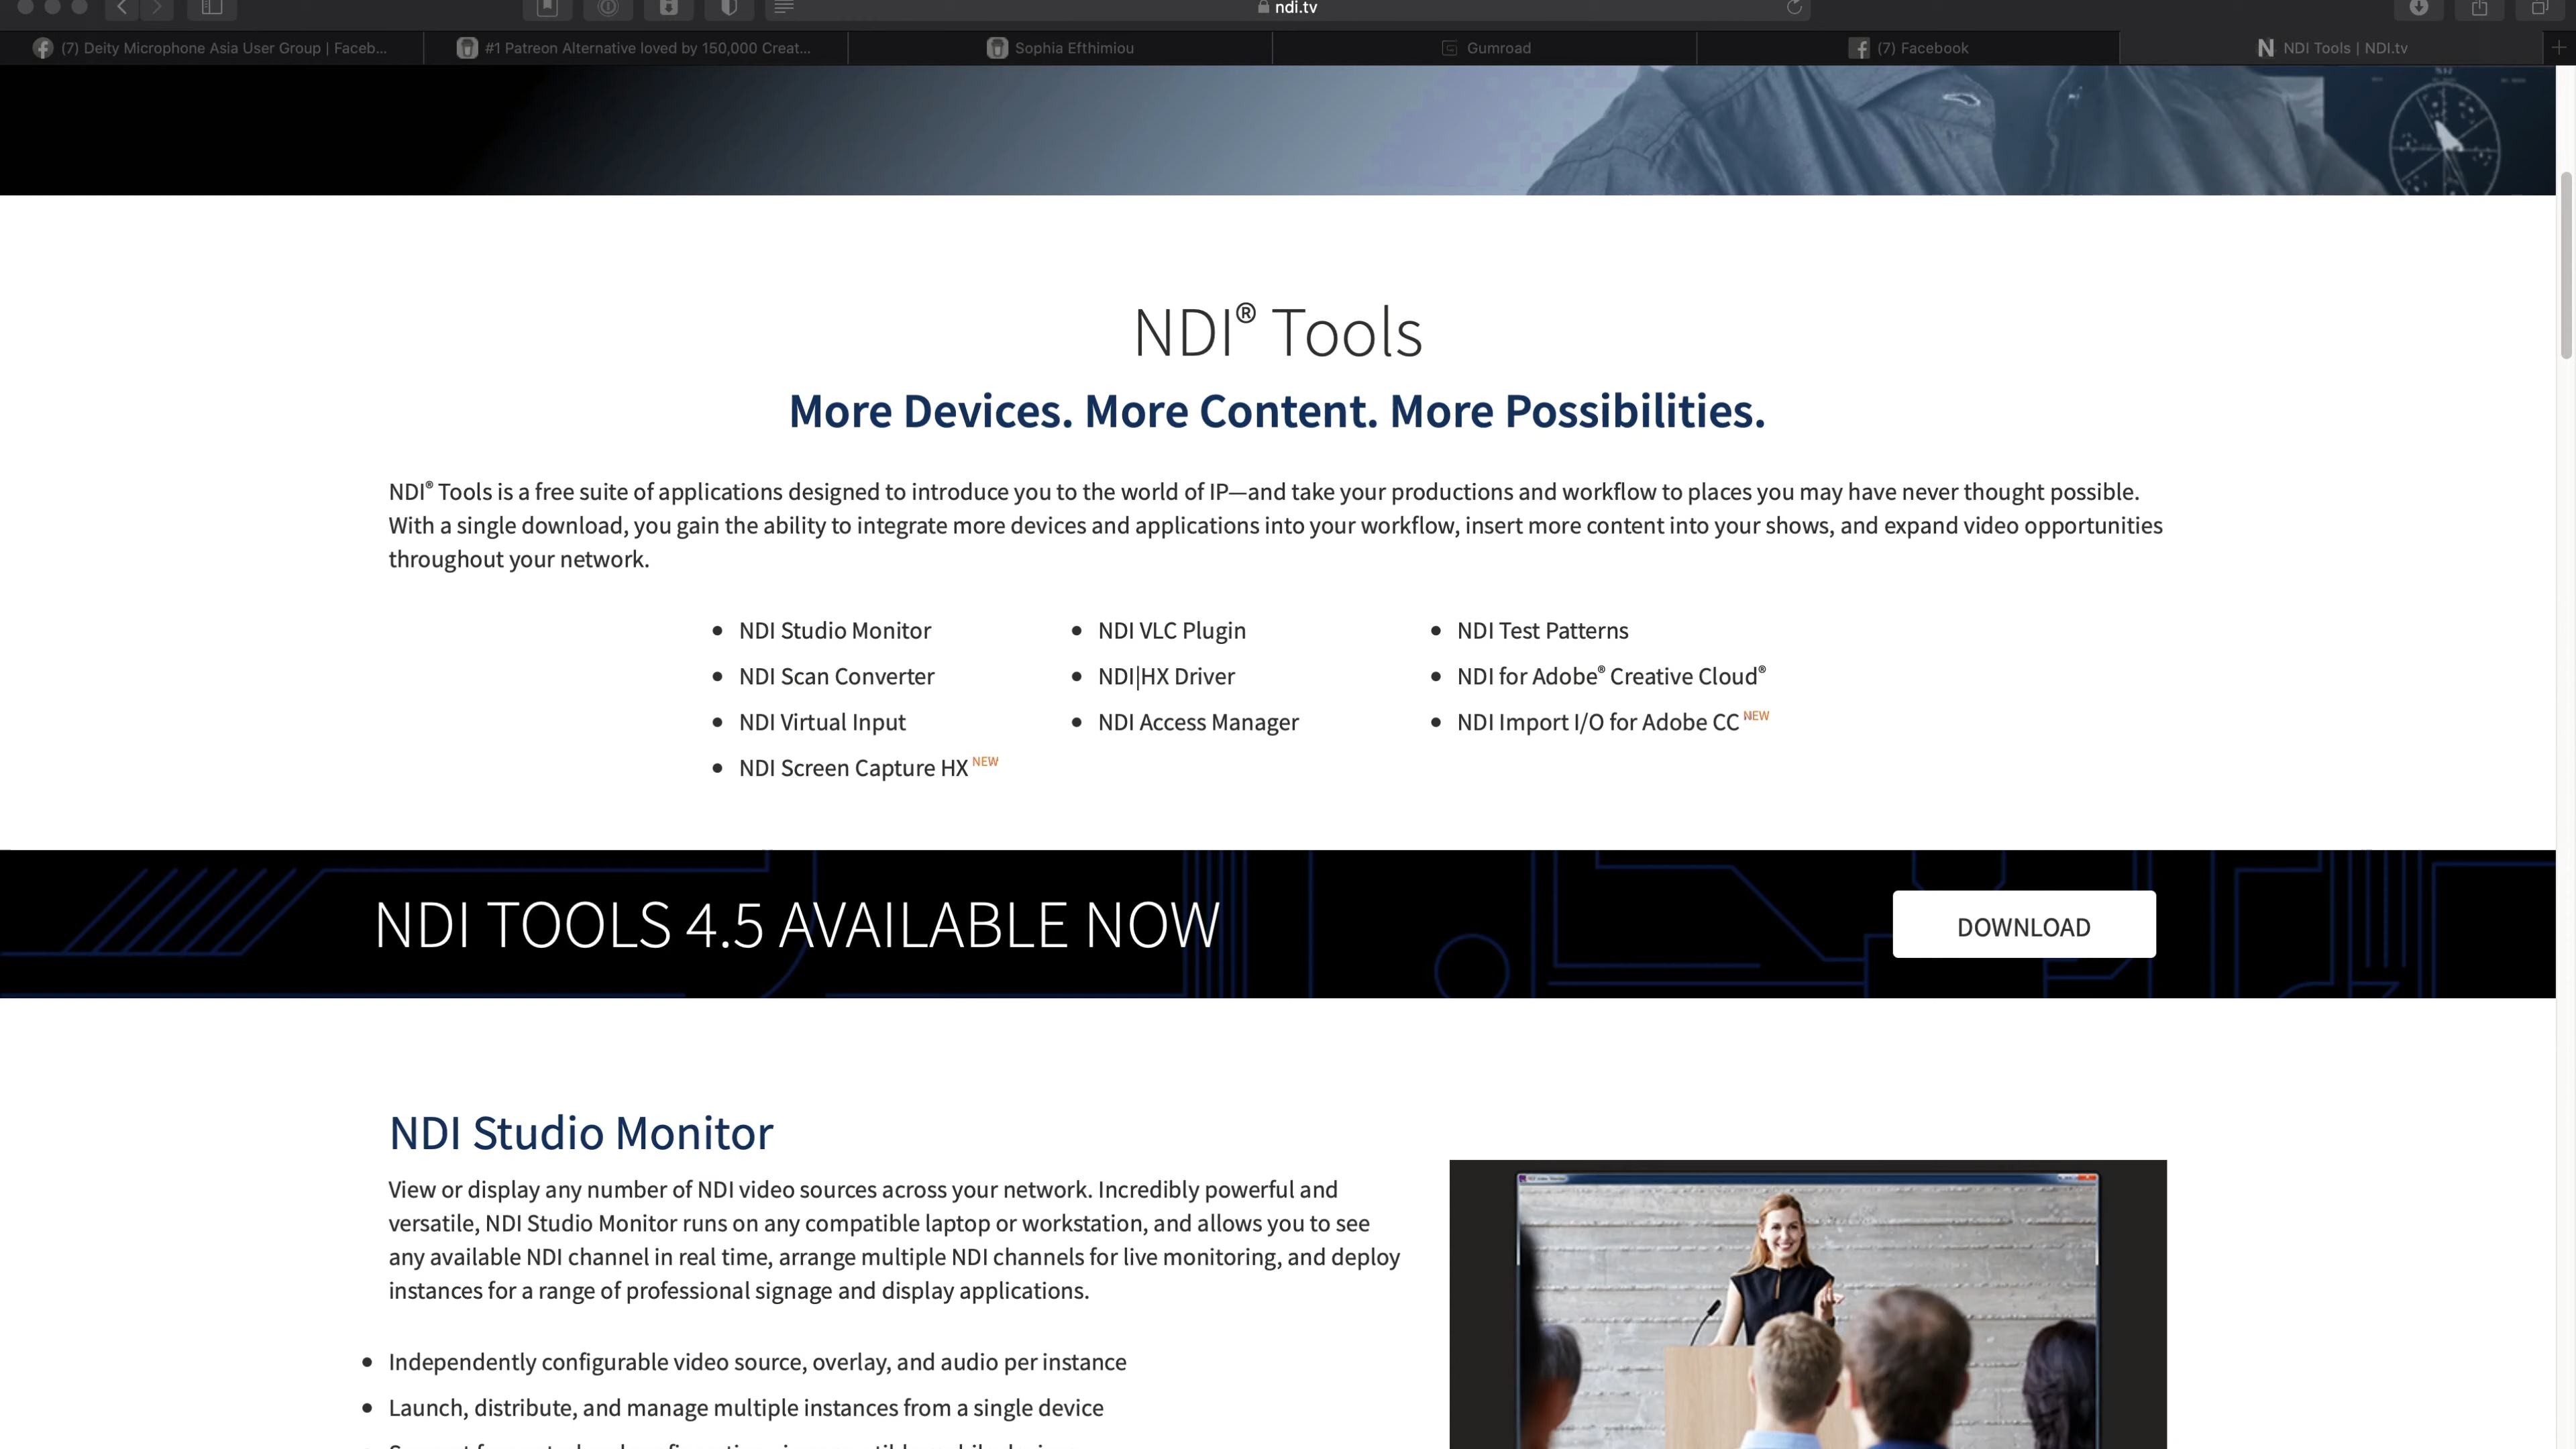 ndi.tv
(7) Deity Microphone Asia User Group | Faceb...
#1 Patreon Alternative loved by 150,000 Creat...
Sophia Efthimiou
Gumroad
(7) Facebook
NDI Tools | NDI.tv
NDI® Tools
More Devices. More Content. More Possibilities.
NDI® Tools is a free suite of applications designed to introduce you to the world of IP—and take your productions and workflow to places you may have never thought possible.
With a single download, you gain the ability to integrate more devices and applications into your workflow, insert more content into your shows, and expand video opportunities
throughout your network.
NDI Studio Monitor
NDI Scan Converter
NDI Virtual Input
NDI Screen Capture HX NEW
NDI VLC Plugin
NDI|HX Driver
NDI Access Manager
NDI Test Patterns
NDI for Adobe® Creative Cloud®
NDI Import I/O for Adobe CC NEW
NDI TOOLS 4.5 AVAILABLE NOW
DOWNLOAD
NDI Studio Monitor
View or display any number of NDI video sources across your network. Incredibly powerful and
versatile, NDI Studio Monitor runs on any compatible laptop or workstation, and allows you to see
any available NDI channel in real time, arrange multiple NDI channels for live monitoring, and deploy
instances for a range of professional signage and display applications.
Independently configurable video source, overlay, and audio per instance
Launch, distribute, and manage multiple instances from a single device